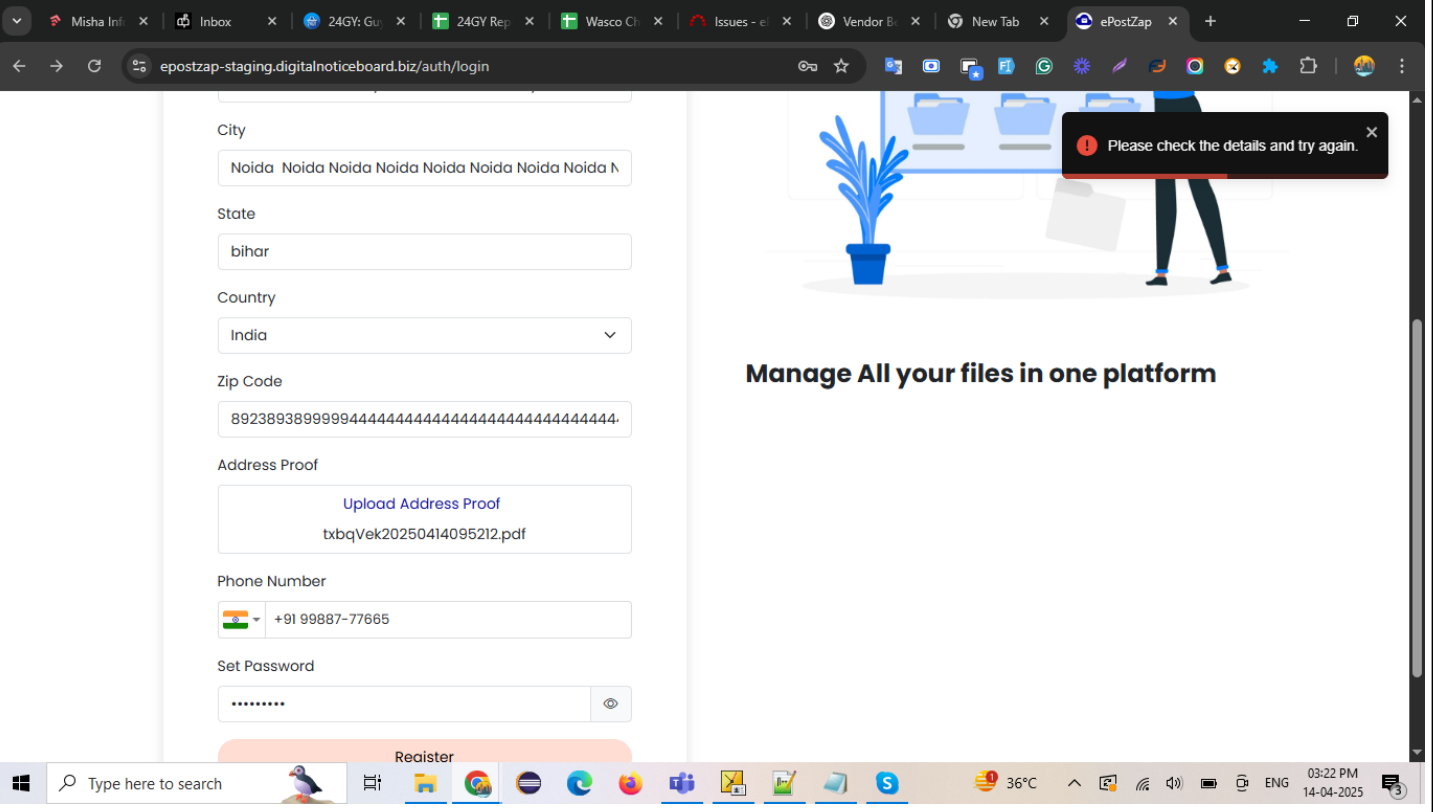 Misha Inf
Inbox
24GY: Gu
24GY Rep
Wasco Ch
Issues - e
Vendor B
New Tab
ePostZap
epostzap-staging.digitalnoticeboard.biz/auth/login
Please check the details and try again.
City
Noida Noida Noida Noida Noida Noida Noida Noida N
State
bihar
Country
India
Manage All your files in one platform
Zip Code
Address Proof
Upload Address Proof
txbqVek20250414095212.pdf
Phone Number
+91 99887-77665
Set Password
Register
Type here to search
1
36°C
ENG
03:22 PM
14-04-2025
3